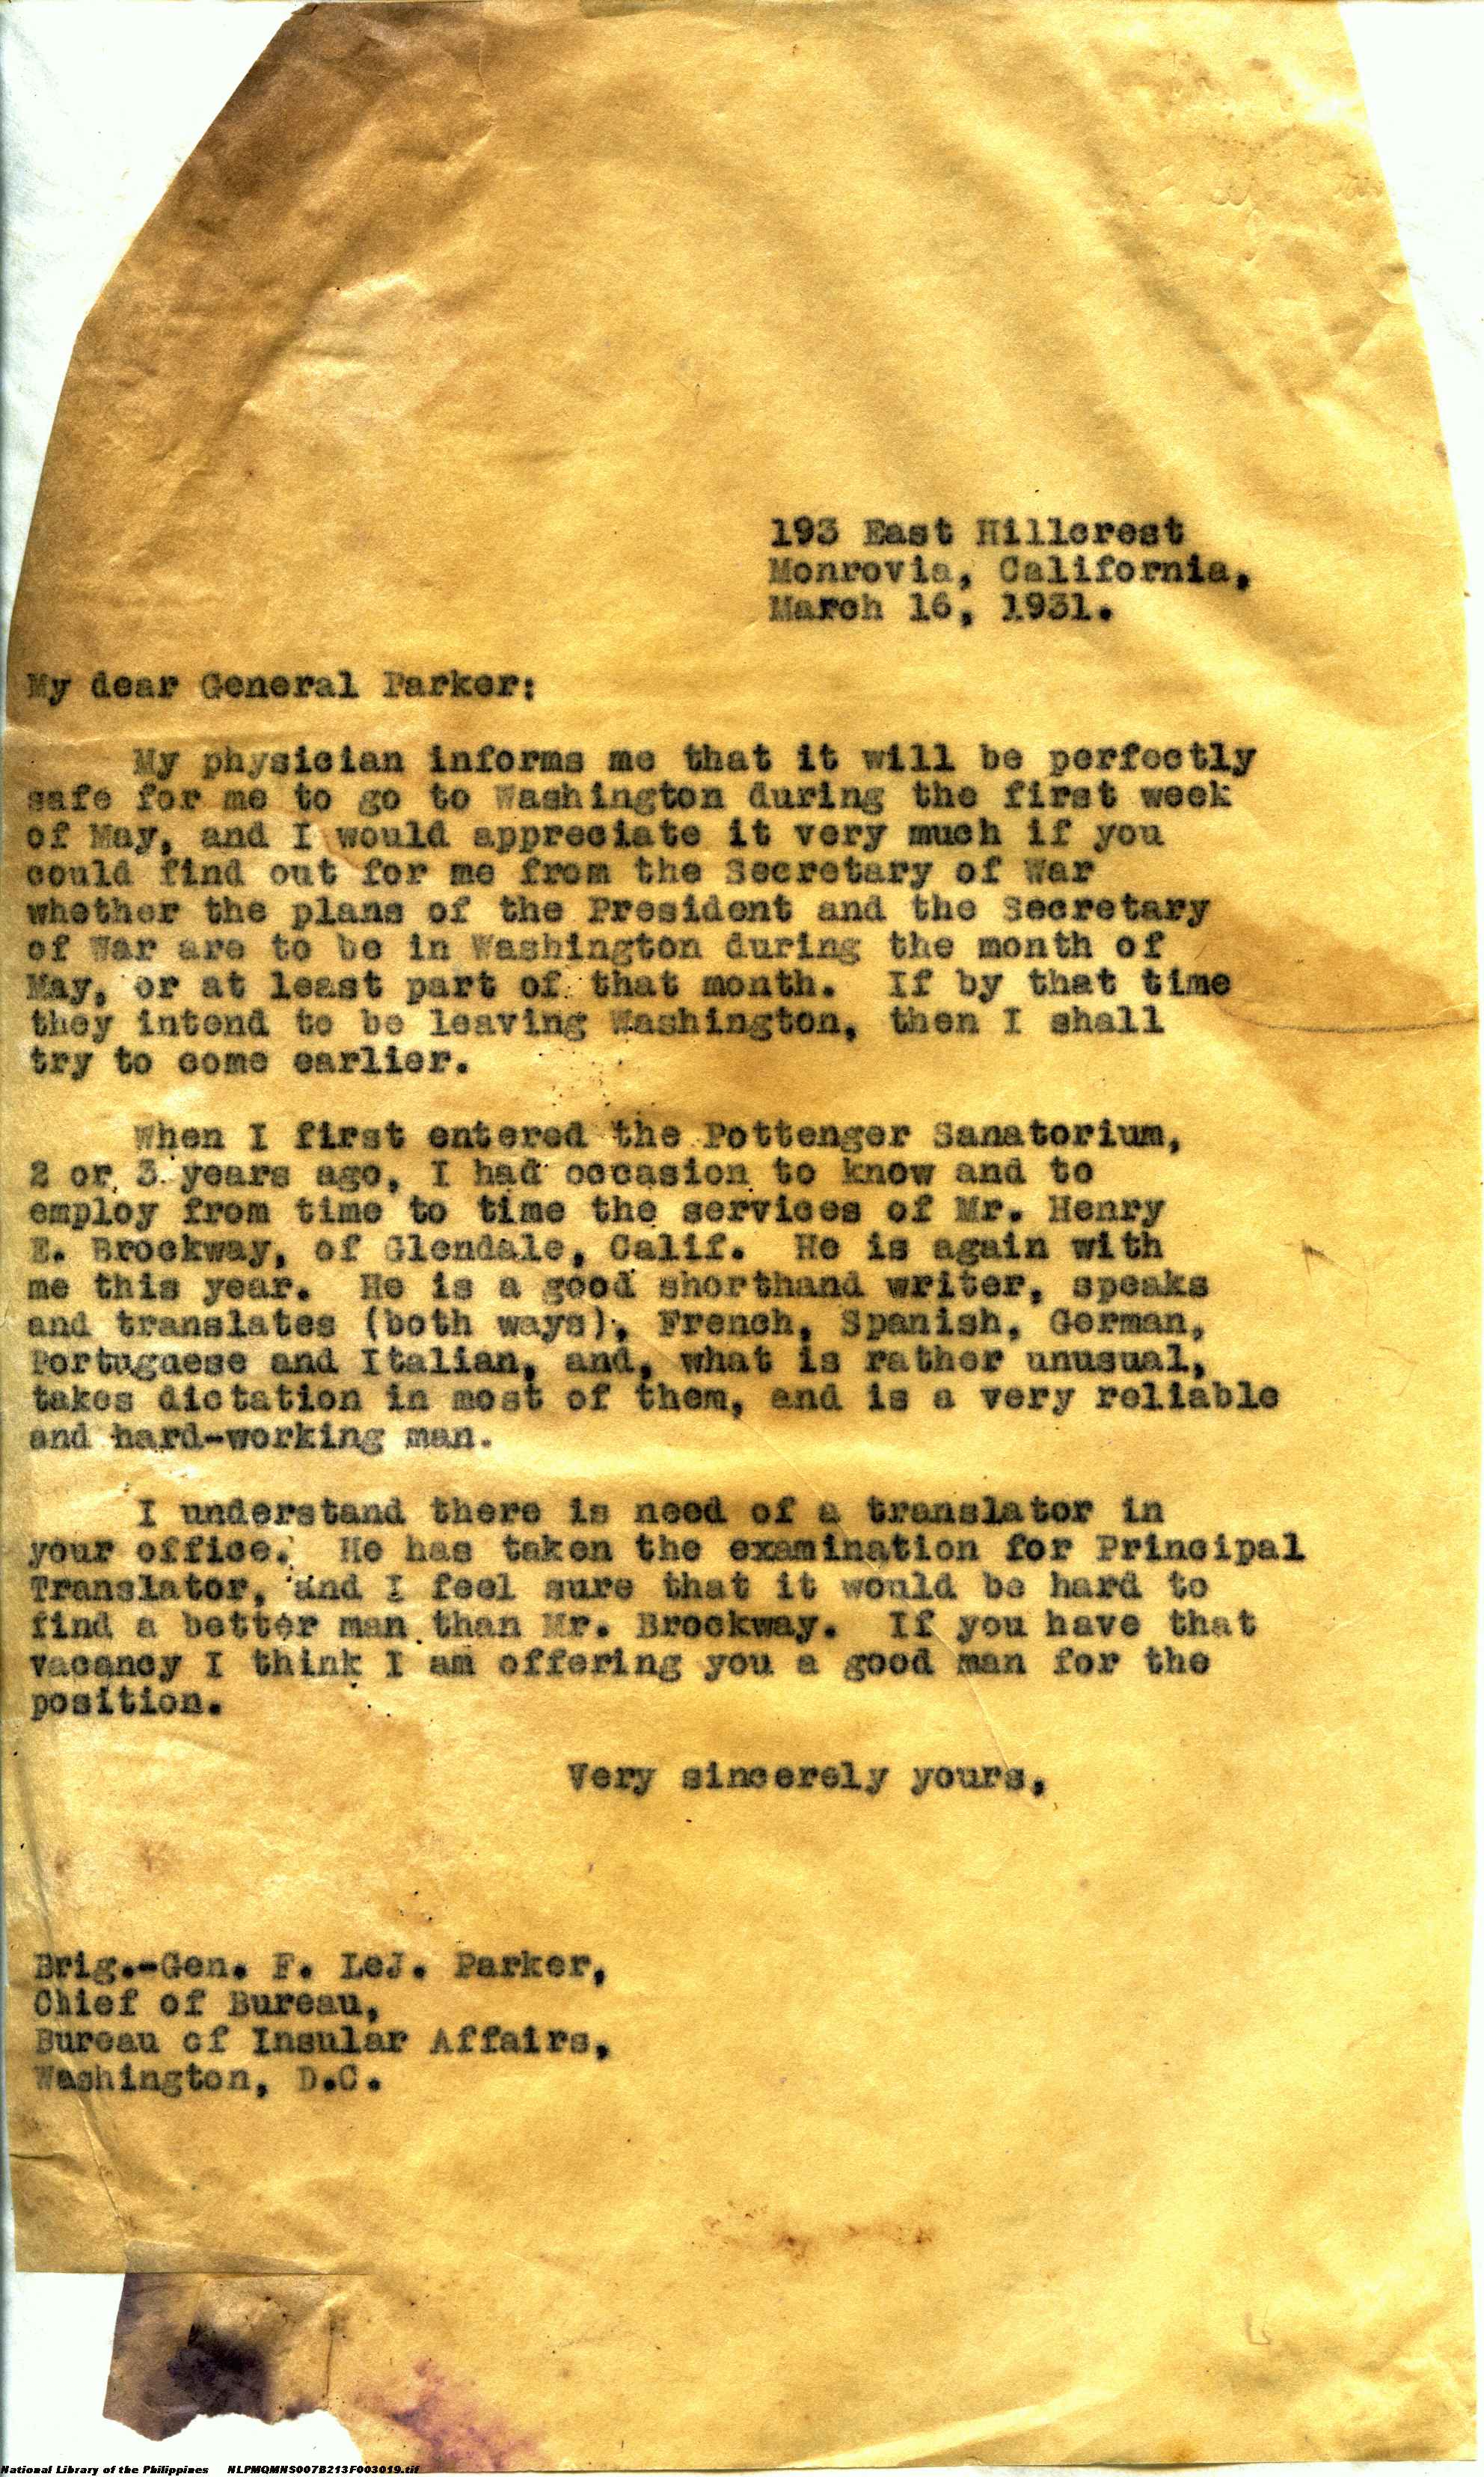 193 East Hillcrest
Monrovia, California,
March 16, 1931.
My dear General Parker:
My physician informs me that it will be perfectly
safe for me to go to Washington during the first week
of May, and I would appreciate it very much if you
could find out for me from the Secretary of War
whether the plans of the President and the Secretary
of War are to be in Washington during the month of
May, or at least part of that month. If by that time
they intend to be leaving Washington, then I shall
try to come earlier.
When I first entered the Pottenger Sanatorium,
2 or 3 years ago, I had occasion to know and to
employ from time to time the services of Mr. Henry
E. Brockway, of Glendale, Calif. He is again with
me this year. He is a good shorthand writer, speaks
and translates (both ways), French, Spanish, German,
Portuguese and Italian, and, what is rather unusual,
takes dictation in most of them, and is a very reliable
and hard-working man.
I understand there is need of a translator in
your office. He has taken the examination for Principal
Translator, and I feel sure that it would be hard to
find a better man than Mr. Brockway. If you have that
vacancy I think I am offering you a good man for the
position.
Very sincerely yours,
Brig.-Gen. F. LeJ. Parker,
Chief of Bureau,
Bureau of Insular Affairs,
Washington, D.C.
National Library of the Philippines NLPMQMNS007B213F003019.tif